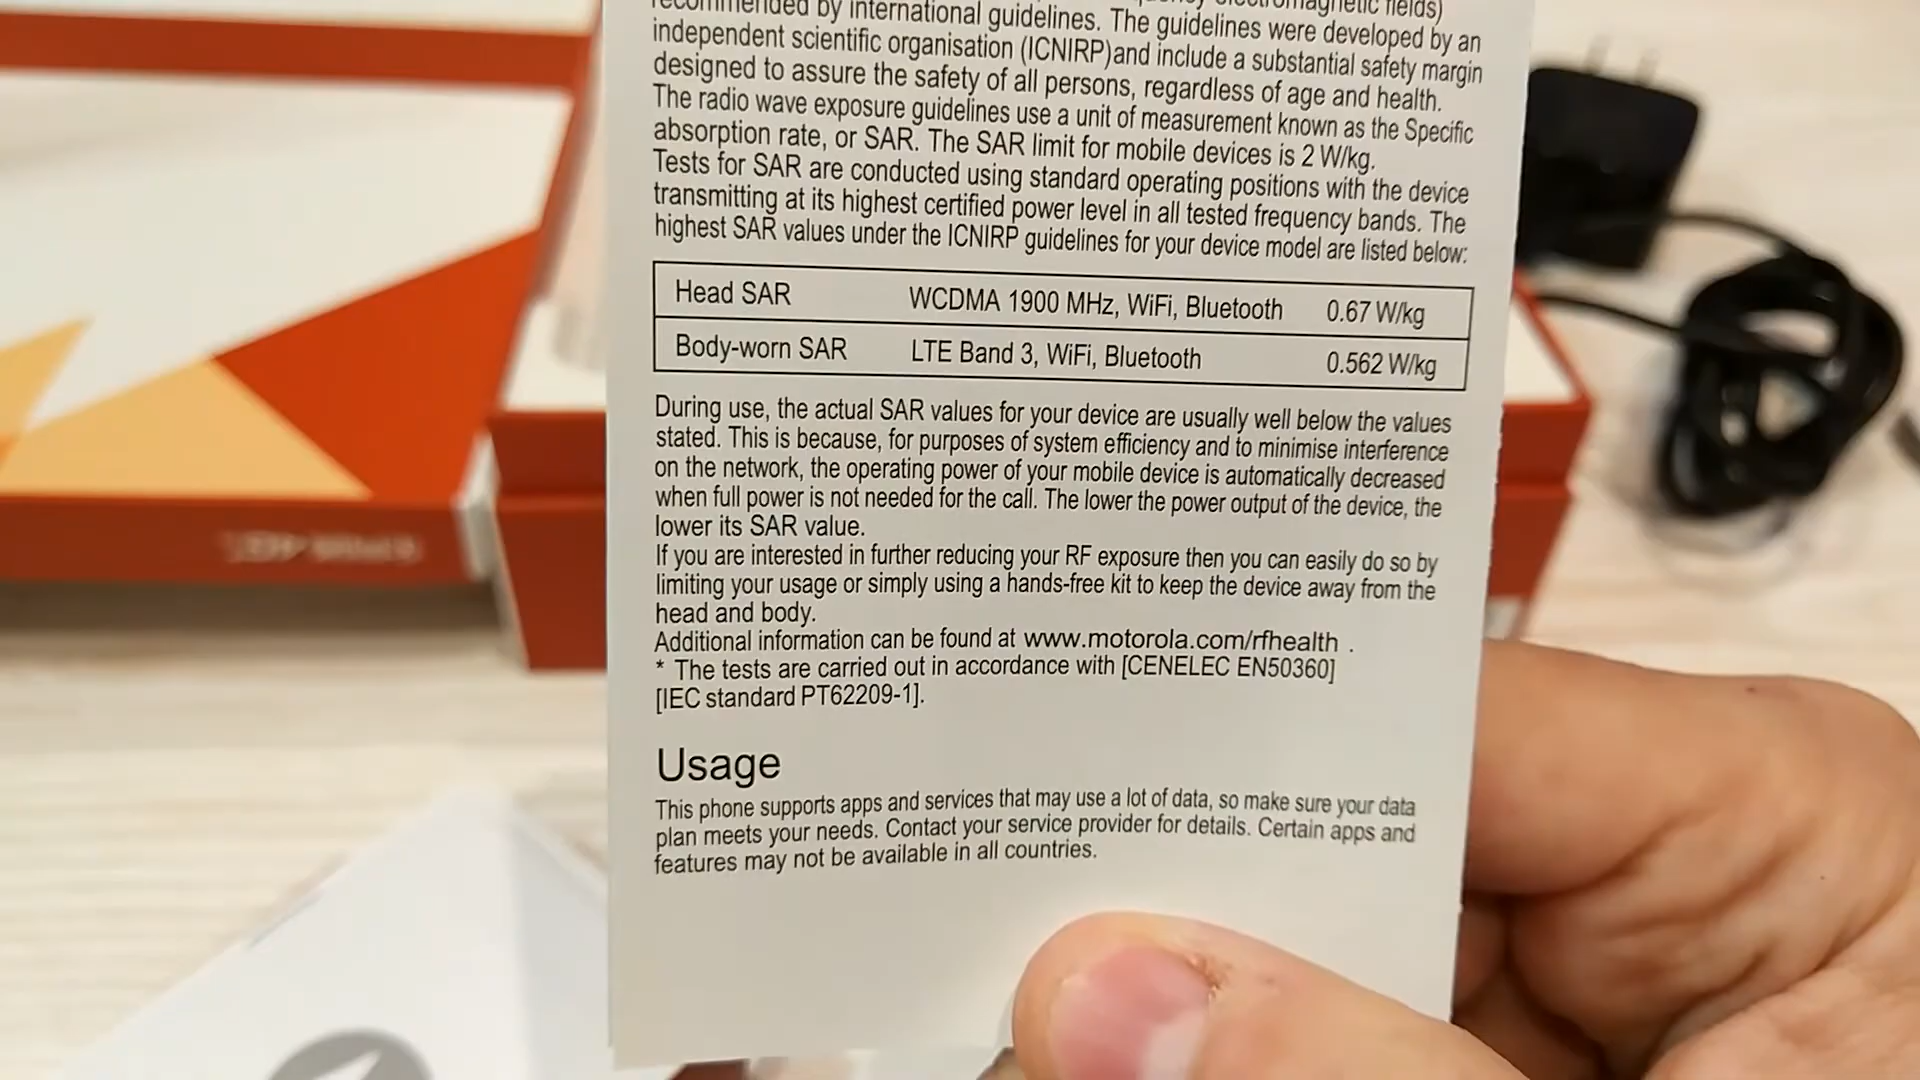 recommended by international guidelines. The guidelines were developed by an
independent scientific organisation (ICNIRP)and include a substantial safety margin
designed to assure the safety of all persons, regardless of age and health.
The radio wave exposure guidelines use a unit of measurement known as the Specific
absorption rate, or SAR. The SAR limit for mobile devices is 2 W/kg.
Tests for SAR are conducted using standard operating positions with the device
transmitting at its highest certified power level in all tested frequency bands. The
highest SAR values under the ICNIRP guidelines for your device model are listed below:
Head SAR WCDMA 1900 MHz, WiFi, Bluetooth 0.67 W/kg
Body-worn SAR LTE Band 3, WiFi, Bluetooth 0.562 W/kg
During use, the actual SAR values for your device are usually well below the values
stated. This is because, for purposes of system efficiency and to minimise interference
on the network, the operating power of your mobile device is automatically decreased
when full power is not needed for the call. The lower the power output of the device, the
lower its SAR value.
If you are interested in further reducing your RF exposure then you can easily do so by
limiting your usage or simply using a hands-free kit to keep the device away from the
head and body.
Additional information can be found at www.motorola.com/rfhealth .
* The tests are carried out in accordance with [CENELEC EN50360]
[IEC standard PT62209-1].
Usage
This phone supports apps and services that may use a lot of data, so make sure your data
plan meets your needs. Contact your service provider for details. Certain apps and
features may not be available in all countries.